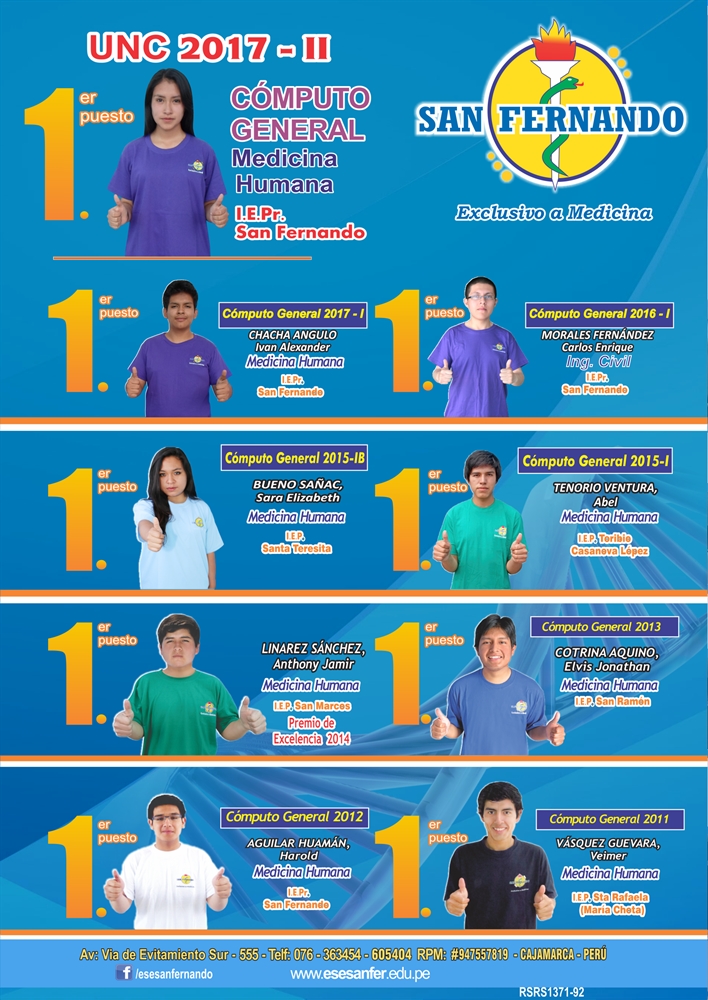 UNC 2017 - II
1.er puesto
CÓMPUTO
GENERAL
Medicina
Humana
I.E.Pr.
San Fernando
SAN FERNANDO
Exclusivo a Medicina
1.er puesto
Cómputo General 2017 - I
CHACHA ANGULO
Ivan Alexander
Medicina Humana
I.E.Pr.
San Fernando
1.er puesto
Cómputo General 2016 - I
MORALES FERNÁNDEZ
Carlos Enrique
Ing. Civil
I.E.Pr.
San Fernando
1.er puesto
Cómputo General 2015-IB
BUENO SAÑAC,
Sara Elizabeth
Medicina Humana
I.E.P.
Santa Teresita
1.er puesto
Cómputo General 2015-I
TENORIO VENTURA,
Abel
Medicina Humana
I.E.P. Toribio
Casanova López
1.er puesto
LINAREZ SÁNCHEZ,
Anthony Jamir
Medicina Humana
I.E.P. San Marcos
Premio de
Excelencia 2014
1.er puesto
Cómputo General 2013
COTRINA AQUINO,
Elvis Jonathan
Medicina Humana
I.E.P. San Ramón
1.er puesto
Cómputo General 2012
AGUILAR HUAMÁN,
Harold
Medicina Humana
I.E.Pr.
San Fernando
1.er puesto
Cómputo General 2011
VÁSQUEZ GUEVARA,
Veimer
Medicina Humana
I.E.P. Sta Rafaela
(María Chota)
Av: Via de Evitamiento Sur - 555 - Telf: 076 - 363454 - 605404 RPM: #947557819 - CAJAMARCA - PERÚ
f /esesanfernando
www.esesanfer.edu.pe
RSRS1371-92